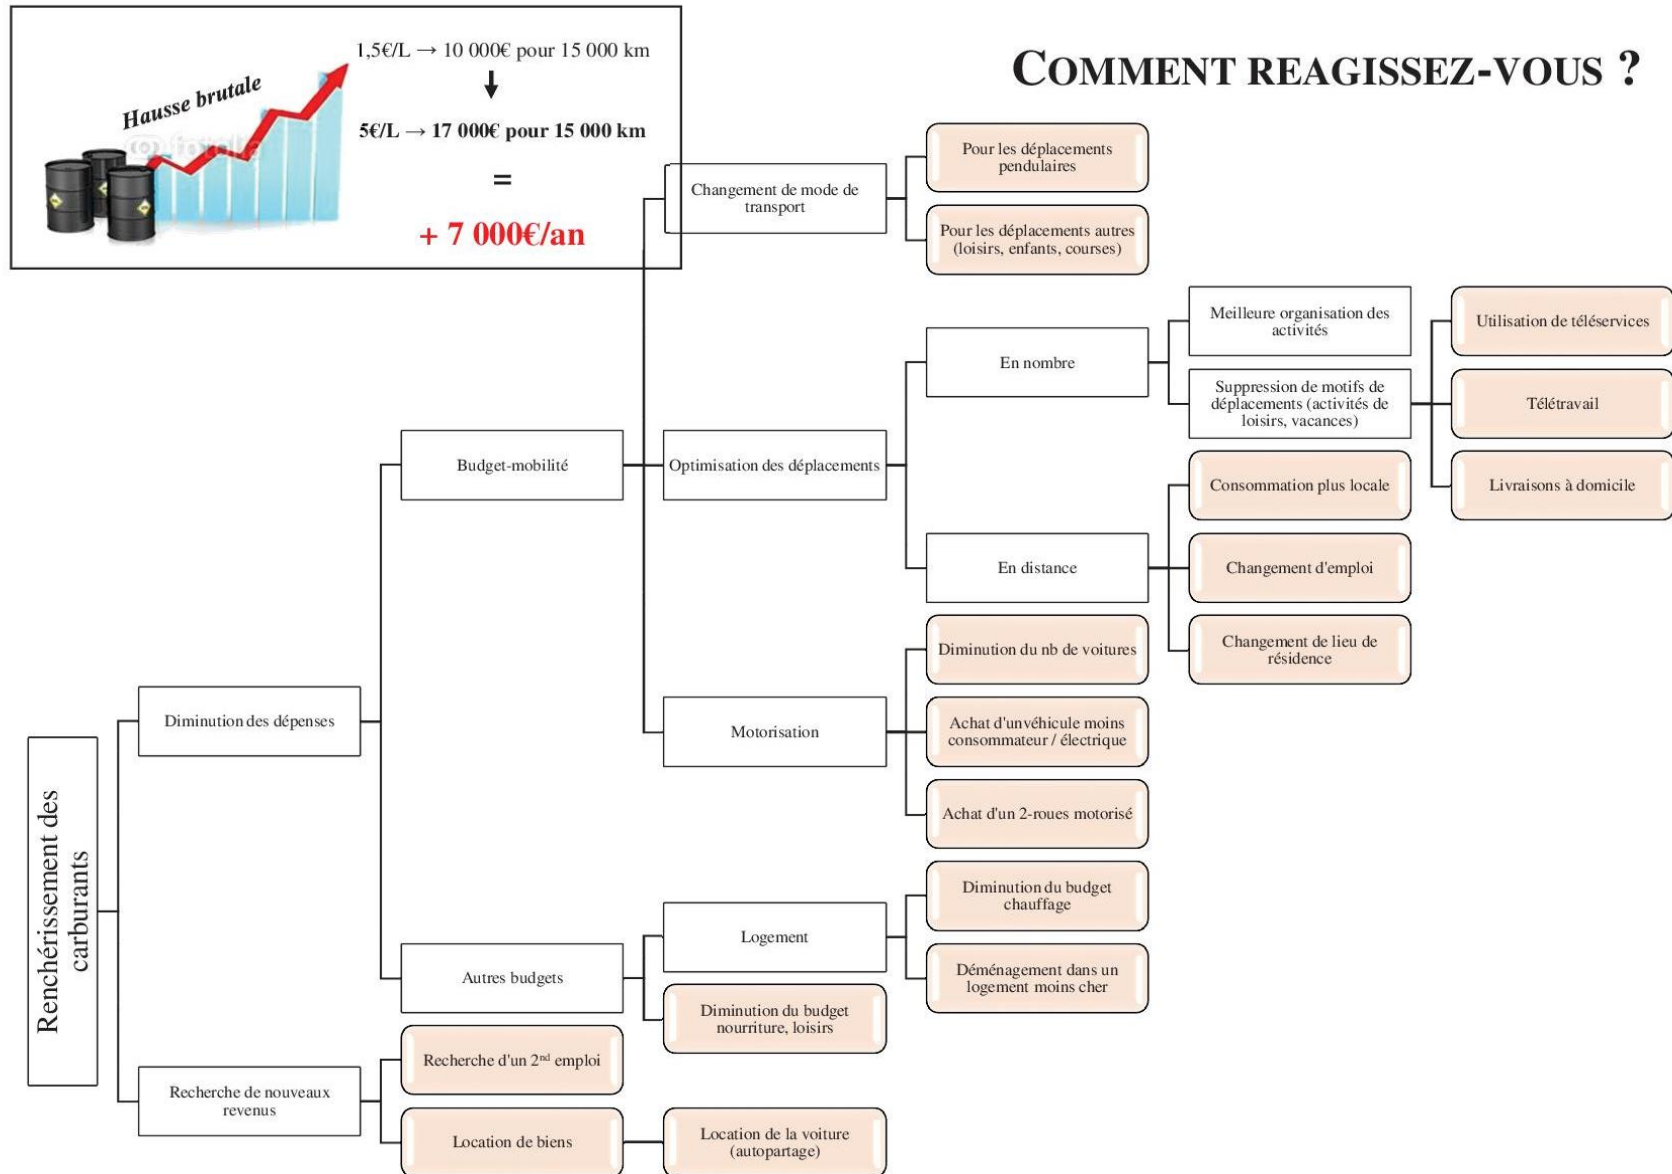 Hausse brutale
1,5€/L → 10 000€ pour 15 000 km
5€/L → 17 000€ pour 15 000 km
=
+ 7 000€/an
COMMENT REAGISSEZ-VOUS ?
Renchérissement des
carburants
Diminution des dépenses
Recherche de nouveaux
revenus
Budget-mobilité
Autres budgets
Recherche d'un 2nd emploi
Location de biens
Changement de mode de
transport
Optimisation des déplacements
Motorisation
Logement
Diminution du budget
nourriture, loisirs
Location de la voiture
(autopartage)
Pour les déplacements
pendulaires
Pour les déplacements autres
(loisirs, enfants, courses)
En nombre
En distance
Diminution du nb de voitures
Achat d'unvéhicule moins
consommateur / électrique
Achat d'un 2-roues motorisé
Diminution du budget
chauffage
Déménagement dans un
logement moins cher
Meilleure organisation des
activités
Suppression de motifs de
déplacements (activités de
loisirs, vacances)
Consommation plus locale
Changement d'emploi
Changement de lieu de
résidence
Utilisation de téléservices
Télétravail
Livraisons à domicile